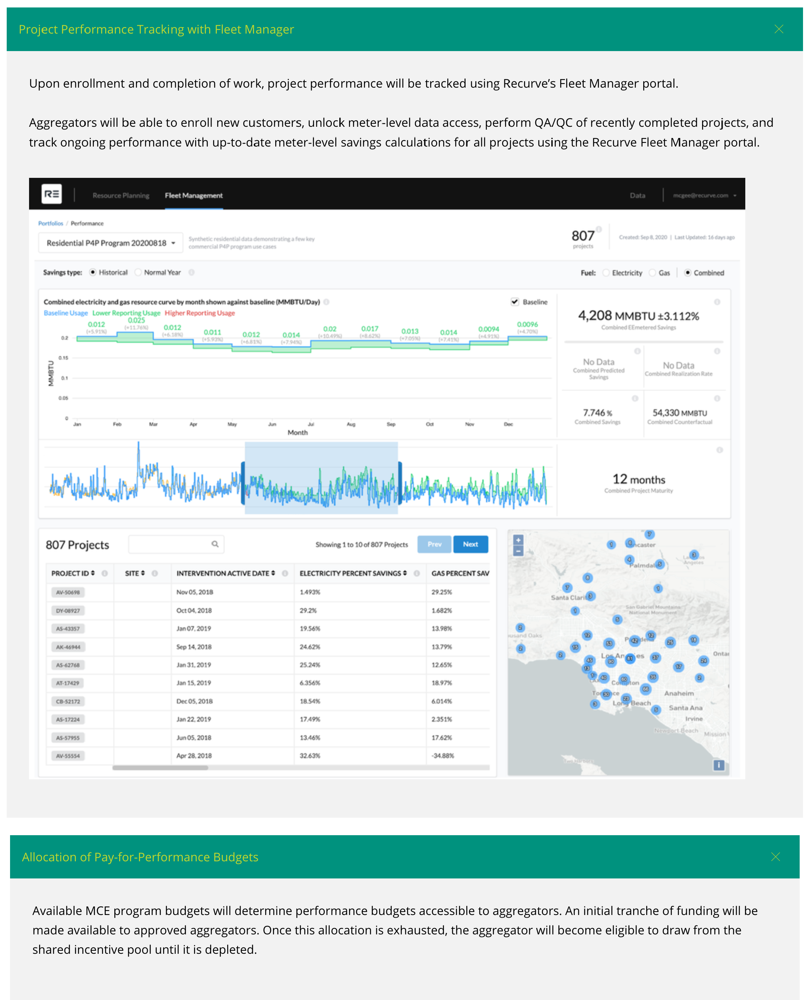 Project Performance Tracking with Fleet Manager
Upon enrollment and completion of work, project performance will be tracked using Recurve’s Fleet Manager portal.
Aggregators will be able to enroll new customers, unlock meter-level data access, perform QA/QC of recently completed projects, and
track ongoing performance with up-to-date meter-level savings calculations for all projects using the Recurve Fleet Manager portal.
Resource Planning Fleet Management Data mcgee@recurve.com
Portfolios / Performance
Residential P4P Program 20200818
Synthetic residential data demonstrating a few key
commercial P4P program use cases
807
projects
Created: Sep 8, 2020 | Last Updated: 16 days ago
Savings type: Historical Normal Year
Fuel: Electricity Gas | Combined
Combined electricity and gas resource curve by month shown against baseline (MMBTU/Day)
Baseline
Baseline Usage Lower Reporting Usage Higher Reporting Usage
0.012 0.025 0.012 0.011 0.012 0.014 0.02 0.017 0.013 0.014 0.0094 0.0096
(+5.91%) (+11.76%) (+6.18%) (+5.93%) (+6.81%) (+7.94%) (+10.49%) (+8.62%) (+7.05%) (+7.41%) (+4.91%) (+4.70%)
0.2
0.15
0.1
0.05
0
MMBTU
Jan Feb Mar Apr May Jun Jul Aug Sep Oct Nov Dec
Month
4,208 MMBTU ±3.112%
Combined EEmetered Savings
No Data
Combined Predicted
Savings
No Data
Combined Realization Rate
7.746 %
Combined Savings
54,330 MMBTU
Combined Counterfactual
12 months
Combined Project Maturity
807 Projects
Showing 1 to 10 of 807 Projects
Prev Next
PROJECT ID SITE INTERVENTION ACTIVE DATE ELECTRICITY PERCENT SAVINGS GAS PERCENT SAV
AV-50698 Nov 05, 2018 1.493% 29.25%
DY-08927 Oct 04, 2018 29.2% 1.682%
AS-43357 Jan 07, 2019 19.56% 13.98%
AK-46944 Sep 14, 2018 24.62% 13.79%
AS-62768 Jan 31, 2019 25.24% 12.65%
AT-17429 Jan 15, 2019 6.356% 18.97%
CB-52172 Dec 05, 2018 18.54% 6.014%
AS-17224 Jan 22, 2019 17.49% 2.351%
AS-57955 Jun 05, 2018 13.46% 17.62%
AV-55554 Apr 28, 2018 32.63% -34.88%
Santa Clarit
San Gabriel Mountains
National Monument
usand Oaks
Ontar
Compton
Anaheim
Long Beach
Santa Ana
Irvine
Newport Beach
Mission V
Two Harbors
Allocation of Pay-for-Performance Budgets
Available MCE program budgets will determine performance budgets accessible to aggregators. An initial tranche of funding will be
made available to approved aggregators. Once this allocation is exhausted, the aggregator will become eligible to draw from the
shared incentive pool until it is depleted.